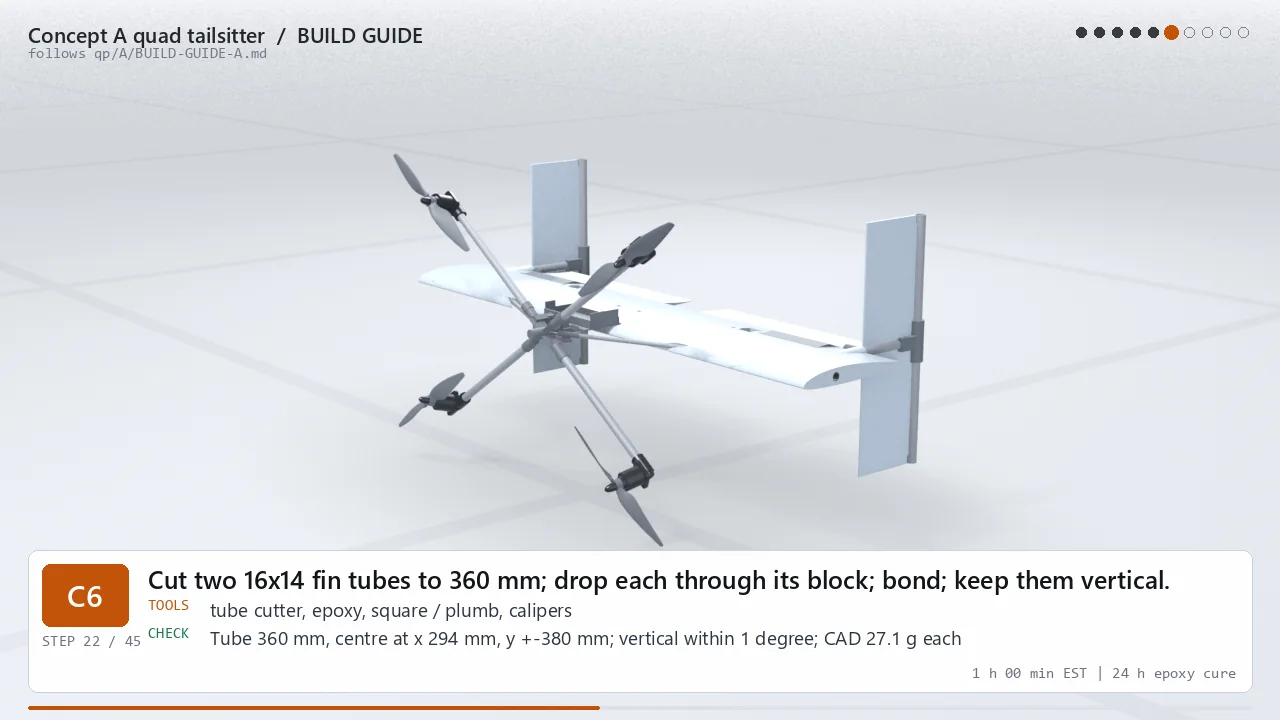 Concept A quad tailsitter / BUILD GUIDE
follows qp/A/BUILD-GUIDE-A.md
C6
Cut two 16x14 fin tubes to 360 mm; drop each through its block; bond; keep them vertical.
TOOLS tube cutter, epoxy, square / plumb, calipers
STEP 22 / 45
CHECK Tube 360 mm, centre at x 294 mm, y +-380 mm; vertical within 1 degree; CAD 27.1 g each
1 h 00 min EST | 24 h epoxy cure